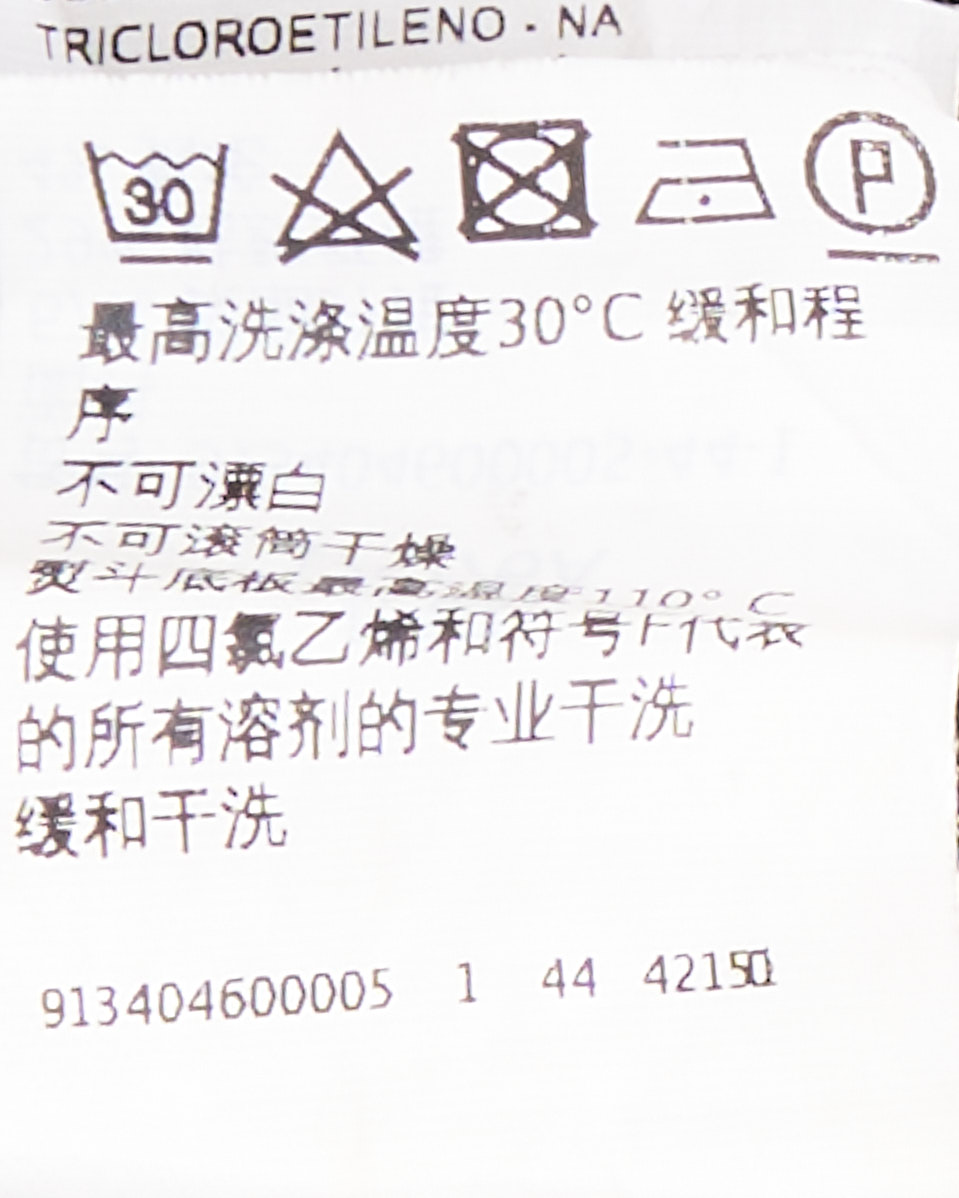 TRICLOROETILENO - NA
30
P
最高洗涤温度30°C 缓和程
序
不可漂白
不可滚筒干燥
熨斗底板最高温度110°C
使用四氯乙烯和符号F代表
的所有溶剂的专业干洗
缓和干洗
913404600005 1 44